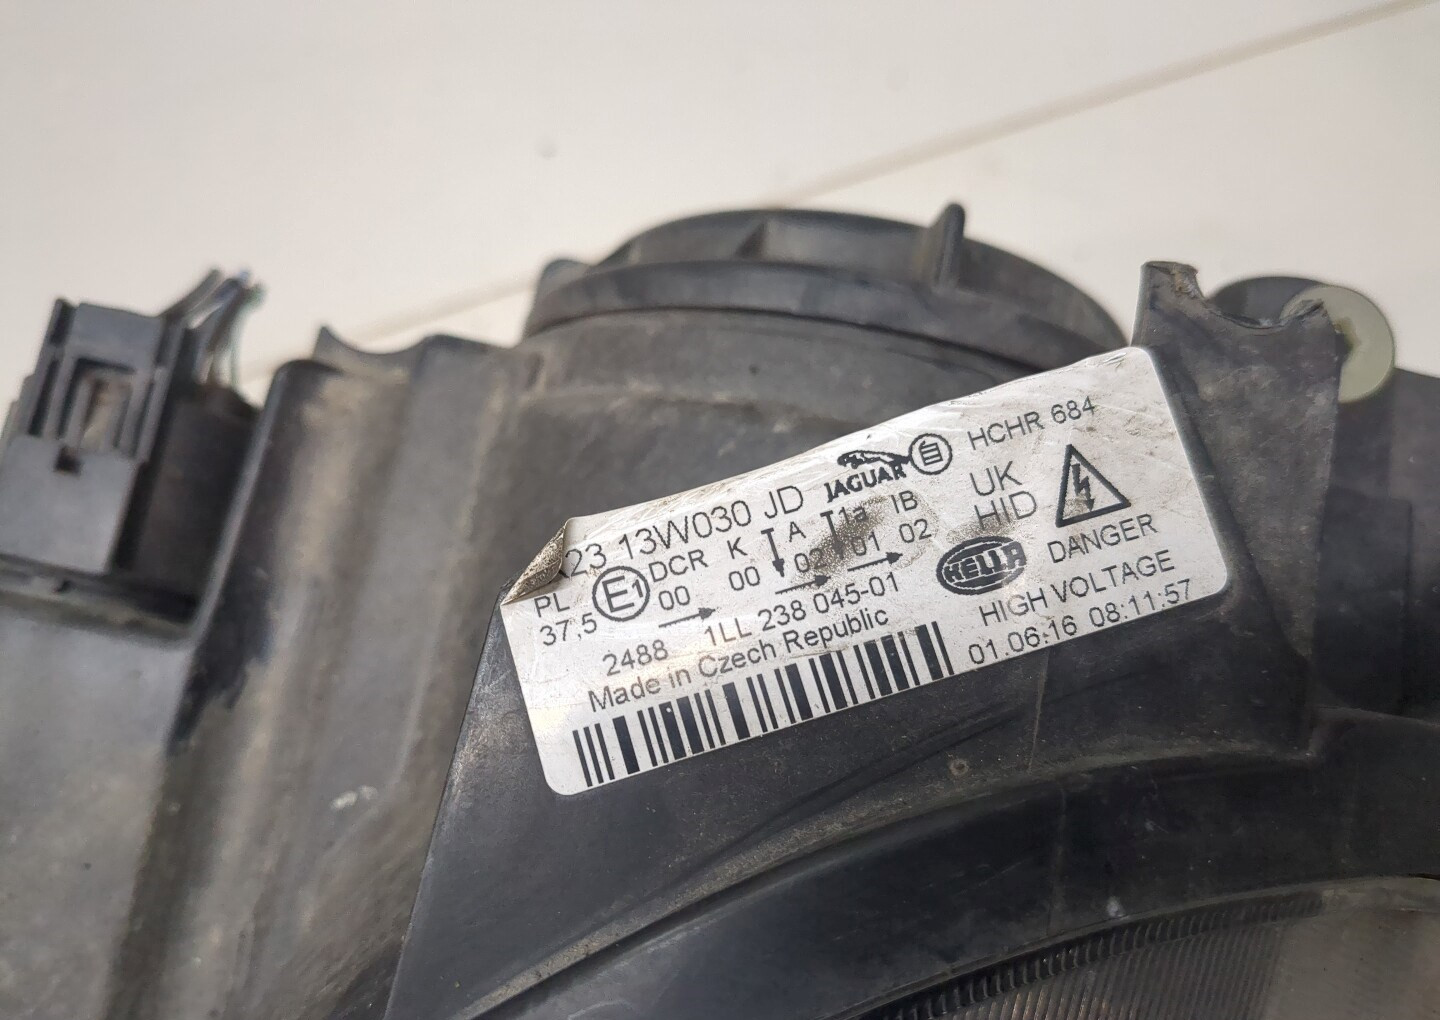 23 13W030 JD JAGUAR 自 HCHR 684
PL E1 DCR K A 1a IB UK
37,5 00 00 02 01 02 HID
2488 1LL 238 045-01 HELLA DANGER
Made in Czech Republic HIGH VOLTAGE
01.06.16 08:11:57